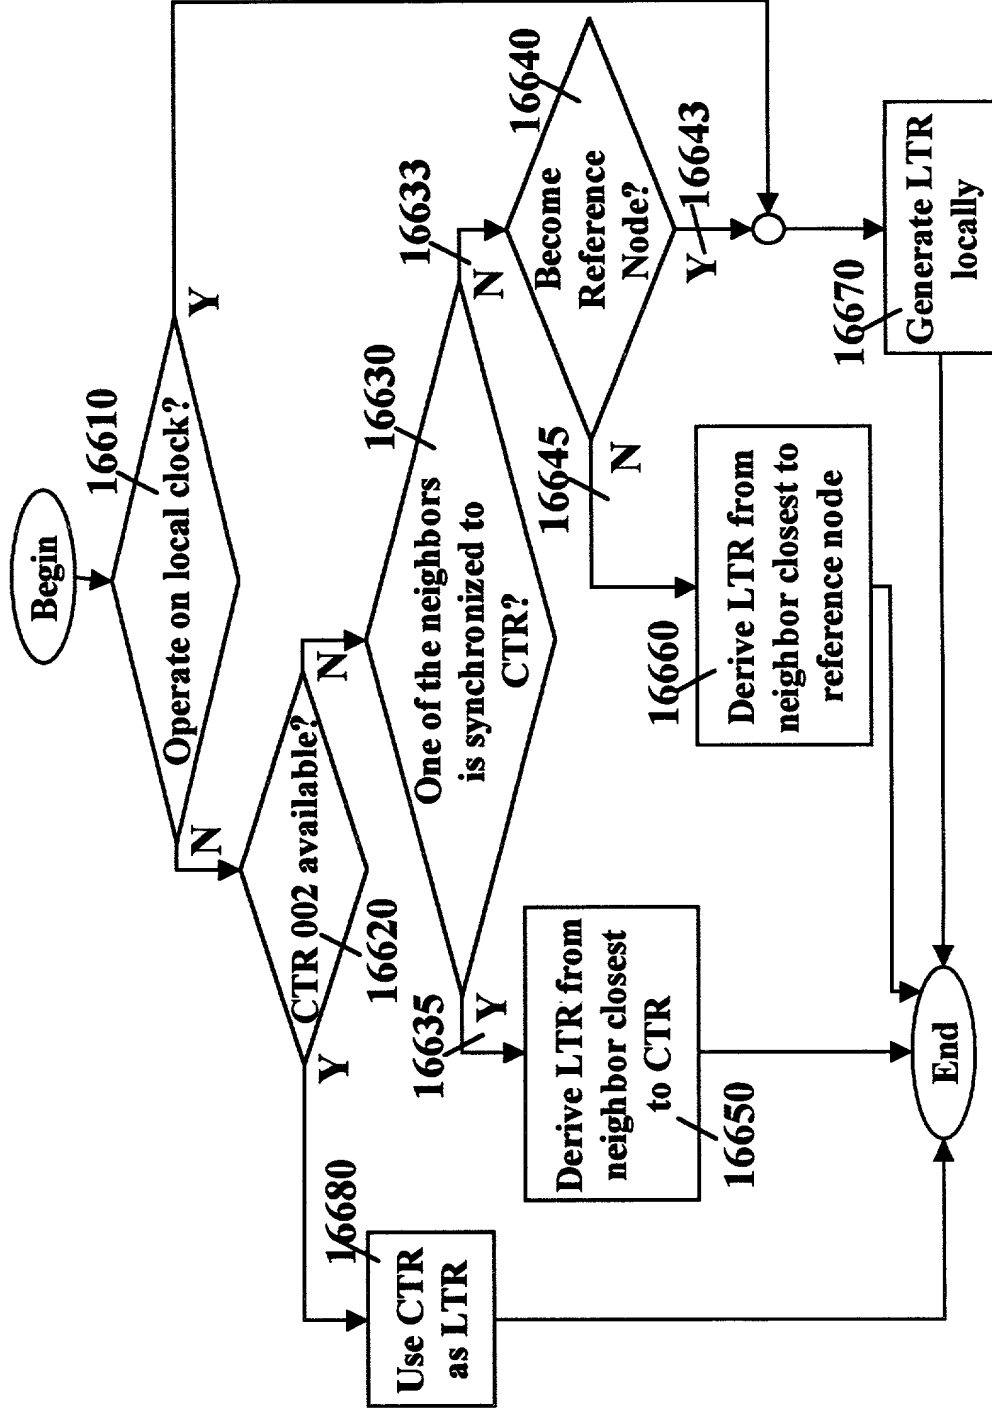 Begin
16610
Operate on local clock?
Y
N
CTR 002 available?
16620
Y
N
16680
Use CTR
as LTR
16630
One of the neighbors
is synchronized to
CTR?
16635
Y
N
16633
16640
Become
Reference
Node?
16645
N
Y
16643
Derive LTR from
neighbor closest
to CTR
16650
16660
Derive LTR from
neighbor closest to
reference node
16670
Generate LTR
locally
End